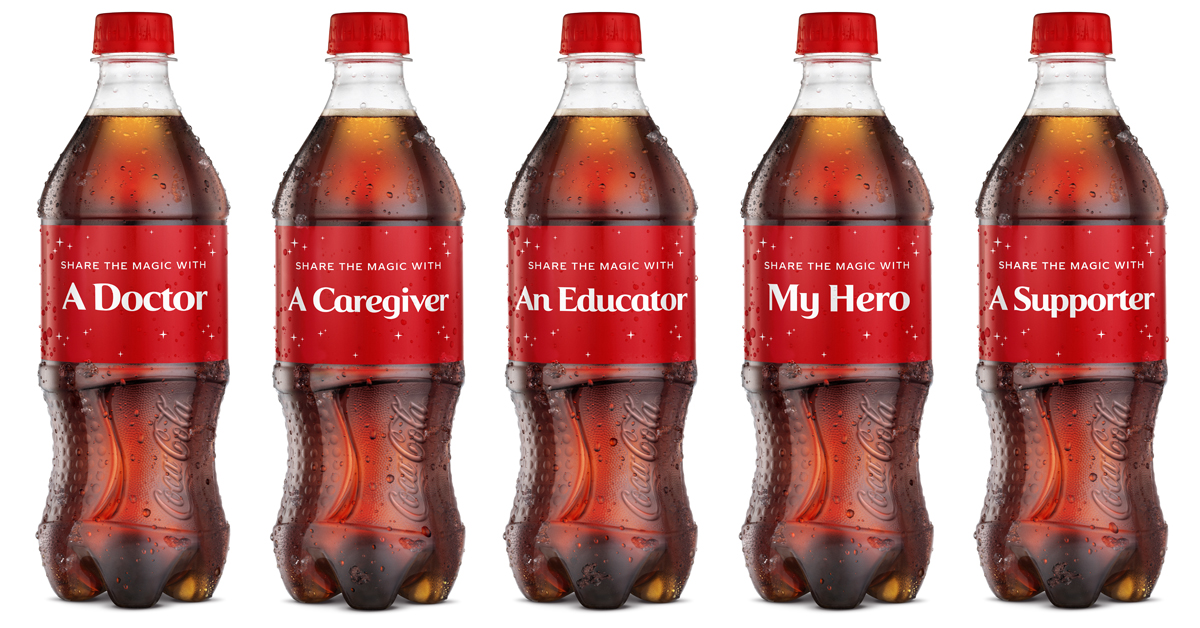 SHARE THE MAGIC WITH
A Doctor
Coca-Cola
SHARE THE MAGIC WITH
A Caregiver
Coca-Cola
SHARE THE MAGIC WITH
An Educator
Coca-Cola
SHARE THE MAGIC WITH
My Hero
Coca-Cola
SHARE THE MAGIC WITH
A Supporter
Coca-Cola